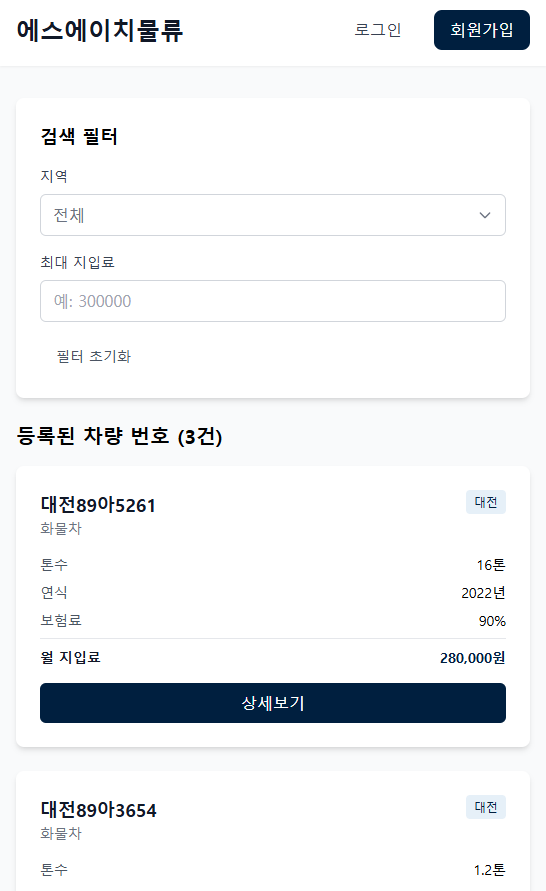 에스에이치물류
로그인
회원가입
검색 필터
지역
전체
최대 지입료
예: 300000
필터 초기화
등록된 차량 번호 (3건)
대전89아5261
대전
화물차
톤수 16톤
연식 2022년
보험료 90%
월 지입료 280,000원
상세보기
대전89아3654
대전
화물차
톤수 1.2톤